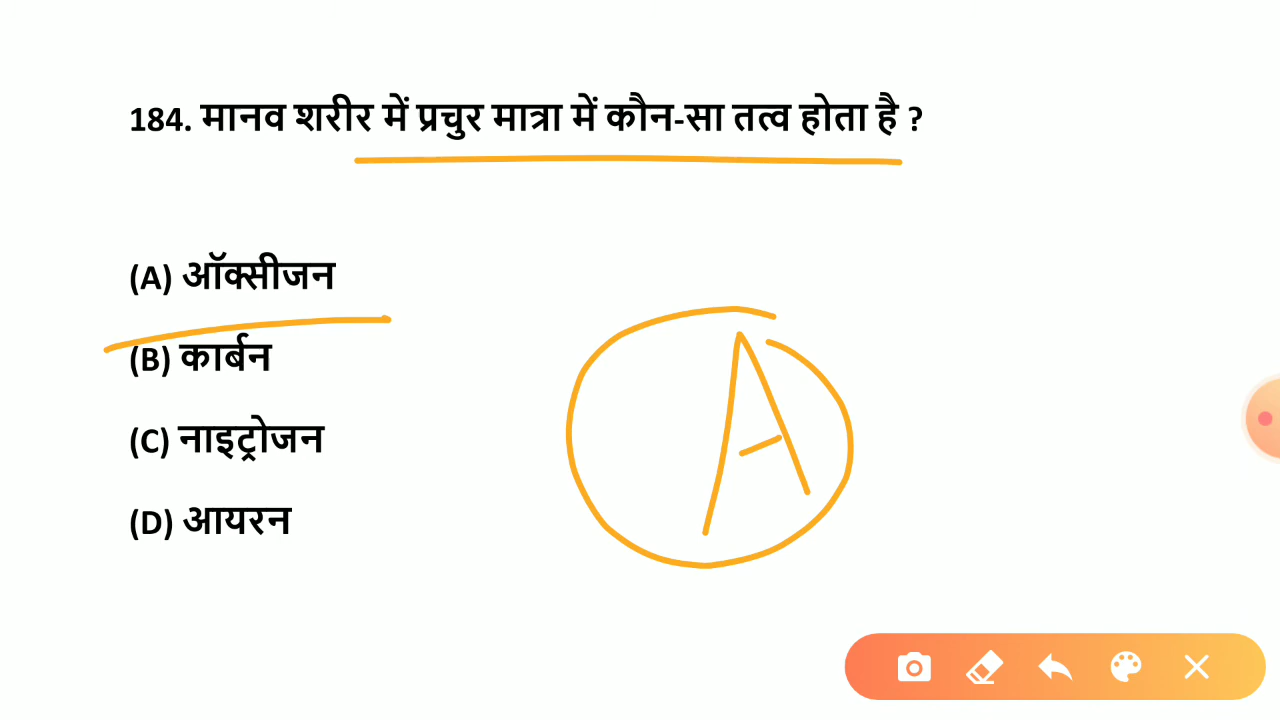 184. मानव शरीर में प्रचुर मात्रा में कौन-सा तत्व होता है ?
(A) ऑक्सीजन
(B) कार्बन
(C) नाइट्रोजन
(D) आयरन
A